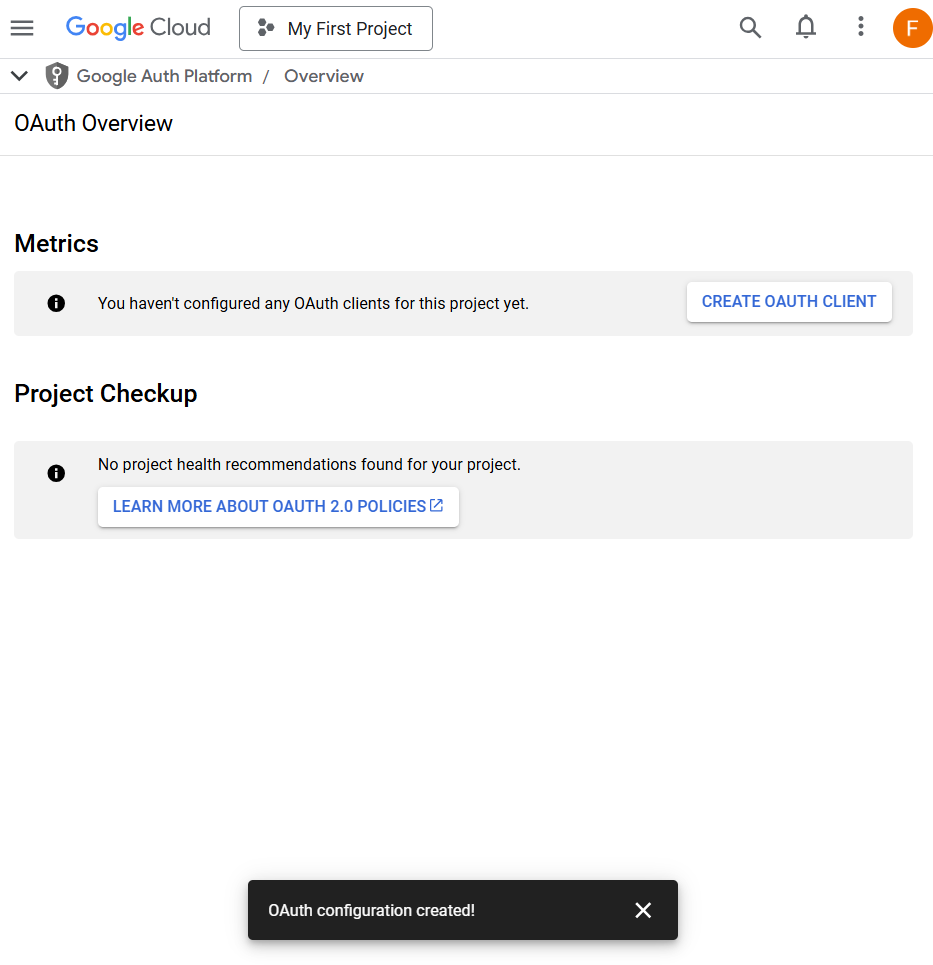 Google Cloud My First Project F
Google Auth Platform / Overview
OAuth Overview
Metrics
You haven't configured any OAuth clients for this project yet. CREATE OAUTH CLIENT
Project Checkup
No project health recommendations found for your project.
LEARN MORE ABOUT OAUTH 2.0 POLICIES
OAuth configuration created!